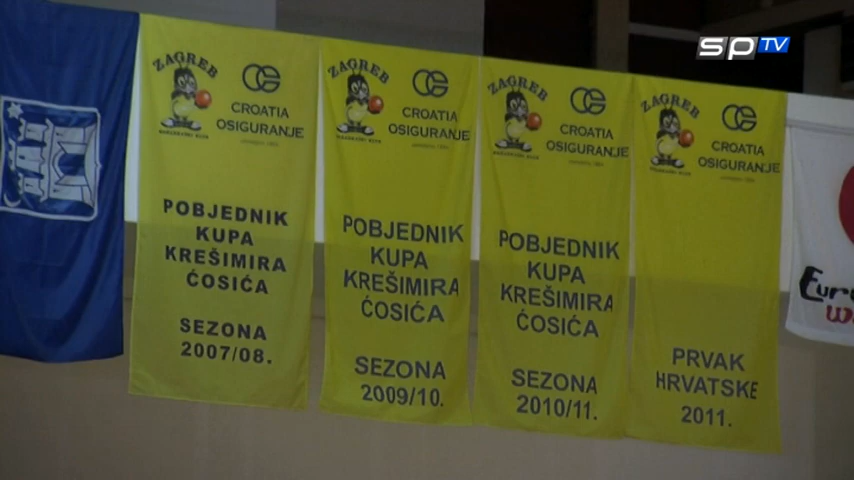 SPTV
ZAGREB
CROATIA
OSIGURANJE
POBJEDNIK
KUPA
KREŠIMIRA
ĆOSIĆA
SEZONA
2007/08.
ZAGREB
CROATIA
OSIGURANJE
POBJEDNIK
KUPA
KREŠIMIRA
ĆOSIĆA
SEZONA
2009/10.
ZAGREB
CROATIA
OSIGURANJE
POBJEDNIK
KUPA
KREŠIMIRA
ĆOSIĆA
SEZONA
2010/11.
ZAGREB
CROATIA
OSIGURANJE
PRVAK
HRVATSKE
2011.